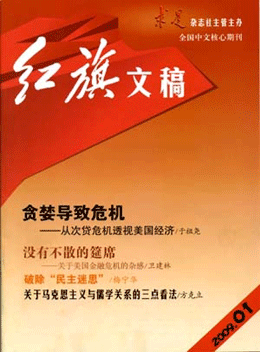 求是 杂志社主管主办
全国中文核心期刊
红旗文稿
贪婪导致危机
——从次贷危机透视美国经济/于祖尧
没有不散的筵席
——关于美国金融危机的杂感/卫建林
破除“民主迷思”/杨宁华
关于马克思主义与儒学关系的三点看法/方克立
2009.01